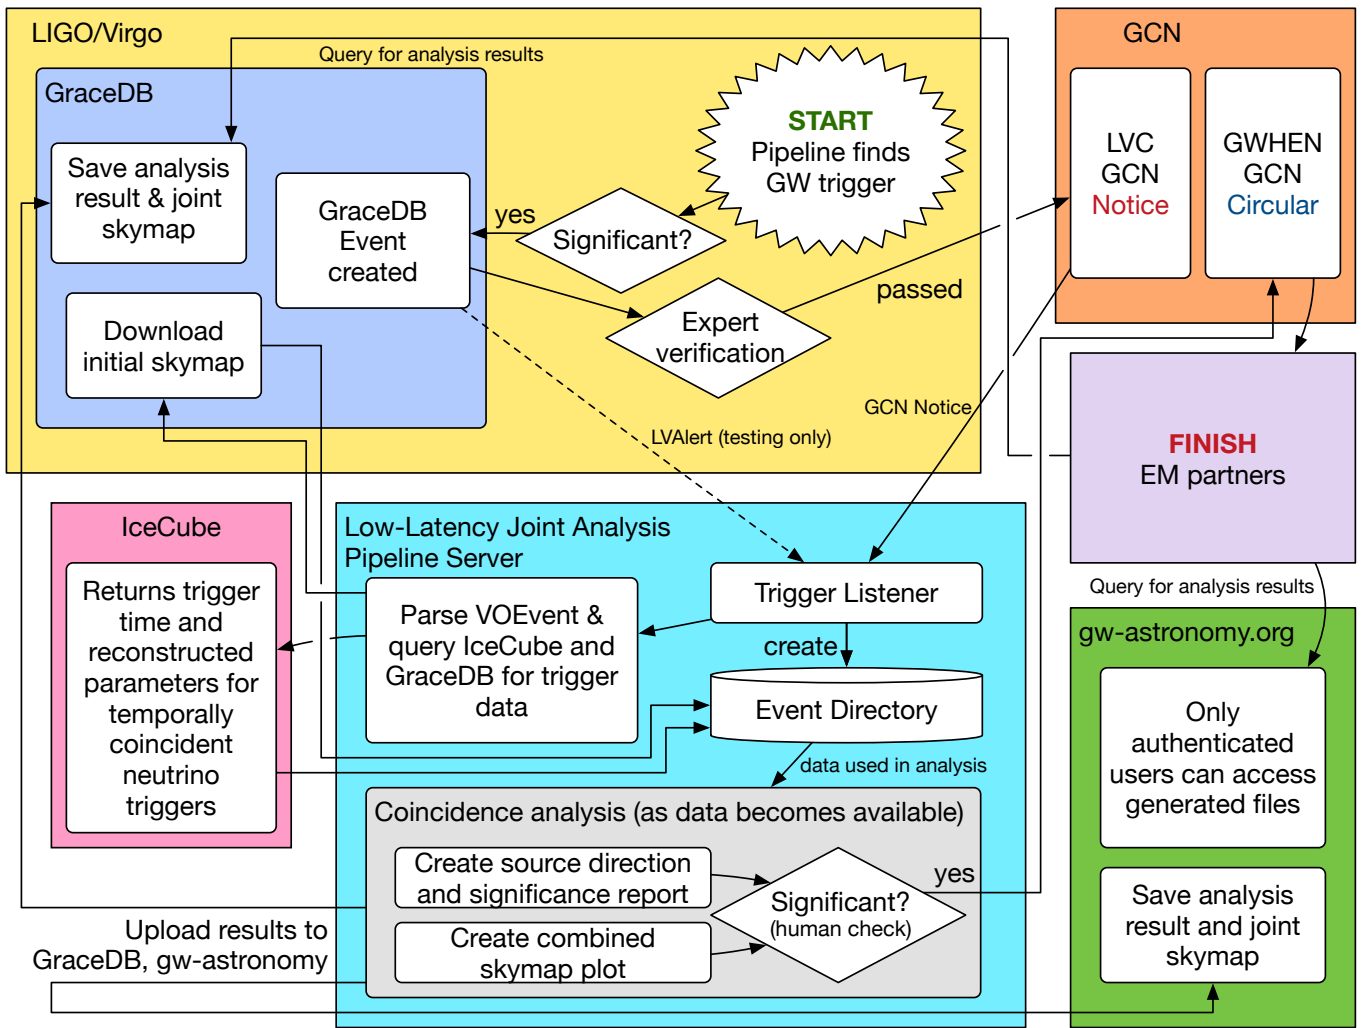 LIGO/Virgo
Query for analysis results
GraceDB
Save analysis
result & joint
skymap
GraceDB
Event
created
Download
initial skymap
START
Pipeline finds
GW trigger
yes
Significant?
Expert
verification
passed
LVAlert (testing only)
GCN Notice
GCN
LVC
GCN
Notice
GWHEN
GCN
Circular
FINISH
EM partners
Query for analysis results
IceCube
Returns trigger
time and
reconstructed
parameters for
temporally
coincident
neutrino
triggers
Low-Latency Joint Analysis
Pipeline Server
Parse VOEvent &
query IceCube and
GraceDB for trigger
data
Trigger Listener
create
Event Directory
data used in analysis
Coincidence analysis (as data becomes available)
Create source direction
and significance report
Create combined
skymap plot
Significant?
(human check)
yes
Upload results to
GraceDB, gw-astronomy
gw-astronomy.org
Only
authenticated
users can access
generated files
Save analysis
result and joint
skymap